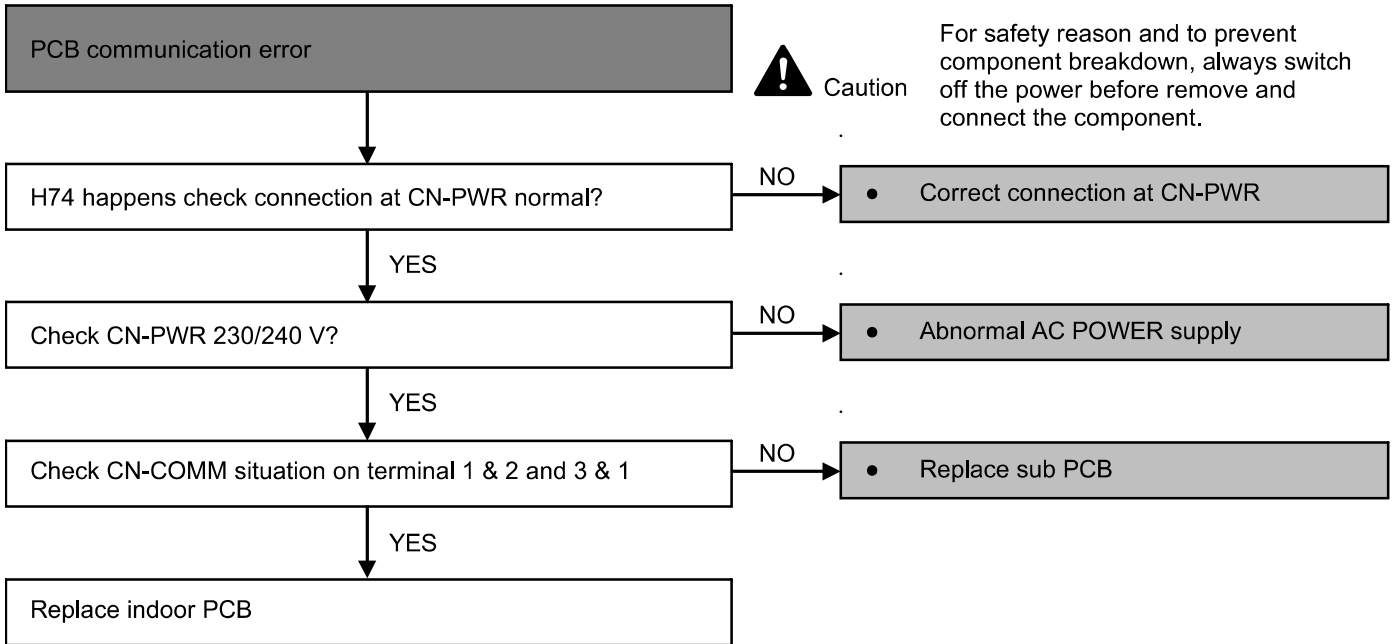 PCB communication error
Caution
For safety reason and to prevent
component breakdown, always switch
off the power before remove and
connect the component.
.
H74 happens check connection at CN-PWR normal?
NO
• Correct connection at CN-PWR
YES
.
Check CN-PWR 230/240 V?
NO
• Abnormal AC POWER supply
YES
.
Check CN-COMM situation on terminal 1 & 2 and 3 & 1
NO
• Replace sub PCB
YES
Replace indoor PCB